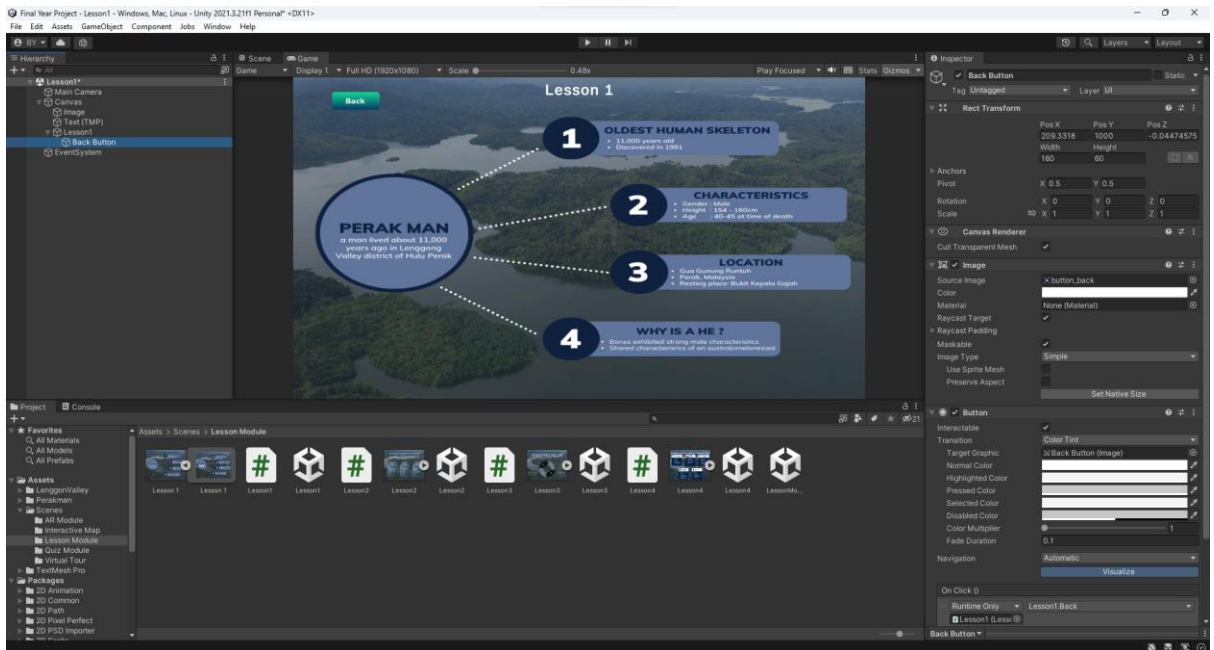 Final Year Project - Lesson1 - Windows, Mac, Linux - Unity 2021.3.21f1 Personal* <DX11>
File Edit Assets GameObject Component Jobs Window Help
BY
Layers
Layout
Hierarchy
All
Lesson1*
Main Camera
Canvas
Image
Text (TMP)
Lesson1
Back Button
EventSystem
Scene
Game
Game
Display 1
Full HD (1920x1080)
Scale
0.48x
Play Focused
Stats
Gizmos
Lesson 1
Back
PERAK MAN
a man lived about 11,000
years ago in Lenggong
Valley district of Hulu Perak
1
OLDEST HUMAN SKELETON
• 11,000 years old
• Discovered in 1991
2
CHARACTERISTICS
• Gender : Male
• Height : 154 - 160cm
• Age : 40-45 at time of death
3
LOCATION
• Gua Gunung Runtuh
• Perak, Malaysia
• Resting place: Bukit Kepala Gajah
4
WHY IS A HE ?
• Bones exhibited strong male characteristics
• Shared characterisrics of an australomelanesoid
Project
Console
21
Favorites
All Materials
All Models
All Prefabs
Assets
LenggonValley
Perakman
Scenes
AR Module
Interactive Map
Lesson Module
Quiz Module
Virtual Tour
TextMesh Pro
Packages
2D Animation
2D Common
2D Path
2D Pixel Perfect
2D PSD Importer
Assets > Scenes > Lesson Module
Lesson 1
Lesson 1
Lesson1
Lesson1
Lesson2
Lesson2
Lesson2
Lesson3
Lesson3
Lesson3
Lesson4
Lesson4
Lesson4
LessonMo...
Inspector
Back Button
Static
Tag Untagged
Layer UI
Rect Transform
Pos X Pos Y Pos Z
209.3318 1000 -0.04474575
Width Height
160 60
R
Anchors
Pivot X 0.5 Y 0.5
Rotation X 0 Y 0 Z 0
Scale X 1 Y 1 Z 1
Canvas Renderer
Cull Transparent Mesh
Image
Source Image button_back
Color
Material None (Material)
Raycast Target
Raycast Padding
Maskable
Image Type Simple
Use Sprite Mesh
Preserve Aspect
Set Native Size
Button
Interactable
Transition Color Tint
Target Graphic Back Button (Image)
Normal Color
Highlighted Color
Pressed Color
Selected Color
Disabled Color
Color Multiplier 1
Fade Duration 0.1
Navigation Automatic
Visualize
On Click ()
Runtime Only Lesson1.Back
Lesson1 (Less
Back Button